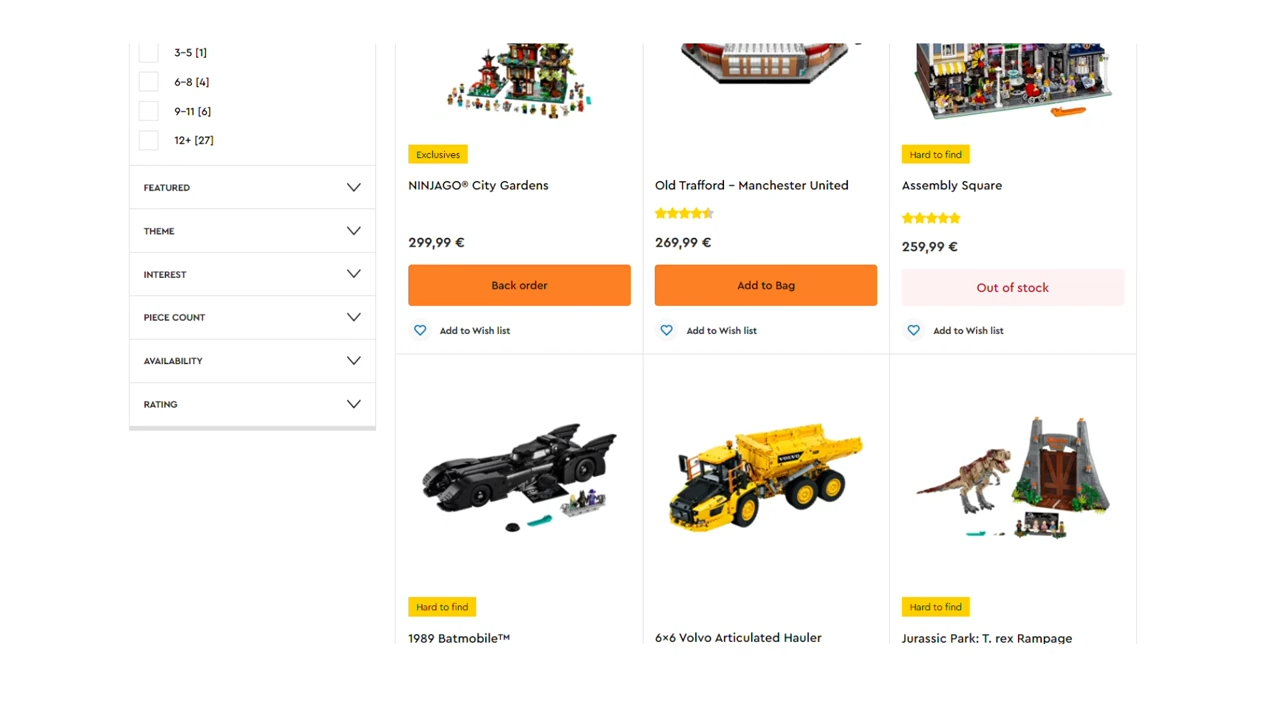 3-5 [1]
6-8 [4]
9-11 [6]
12+ [27]
FEATURED
THEME
INTEREST
PIECE COUNT
AVAILABILITY
RATING
Exclusives
NINJAGO® City Gardens
299,99 €
Back order
Add to Wish list
Old Trafford - Manchester United
269,99 €
Add to Bag
Add to Wish list
Hard to find
Assembly Square
259,99 €
Out of stock
Add to Wish list
Hard to find
1989 Batmobile™
VOLVO
6x6 Volvo Articulated Hauler
Hard to find
Jurassic Park: T. rex Rampage